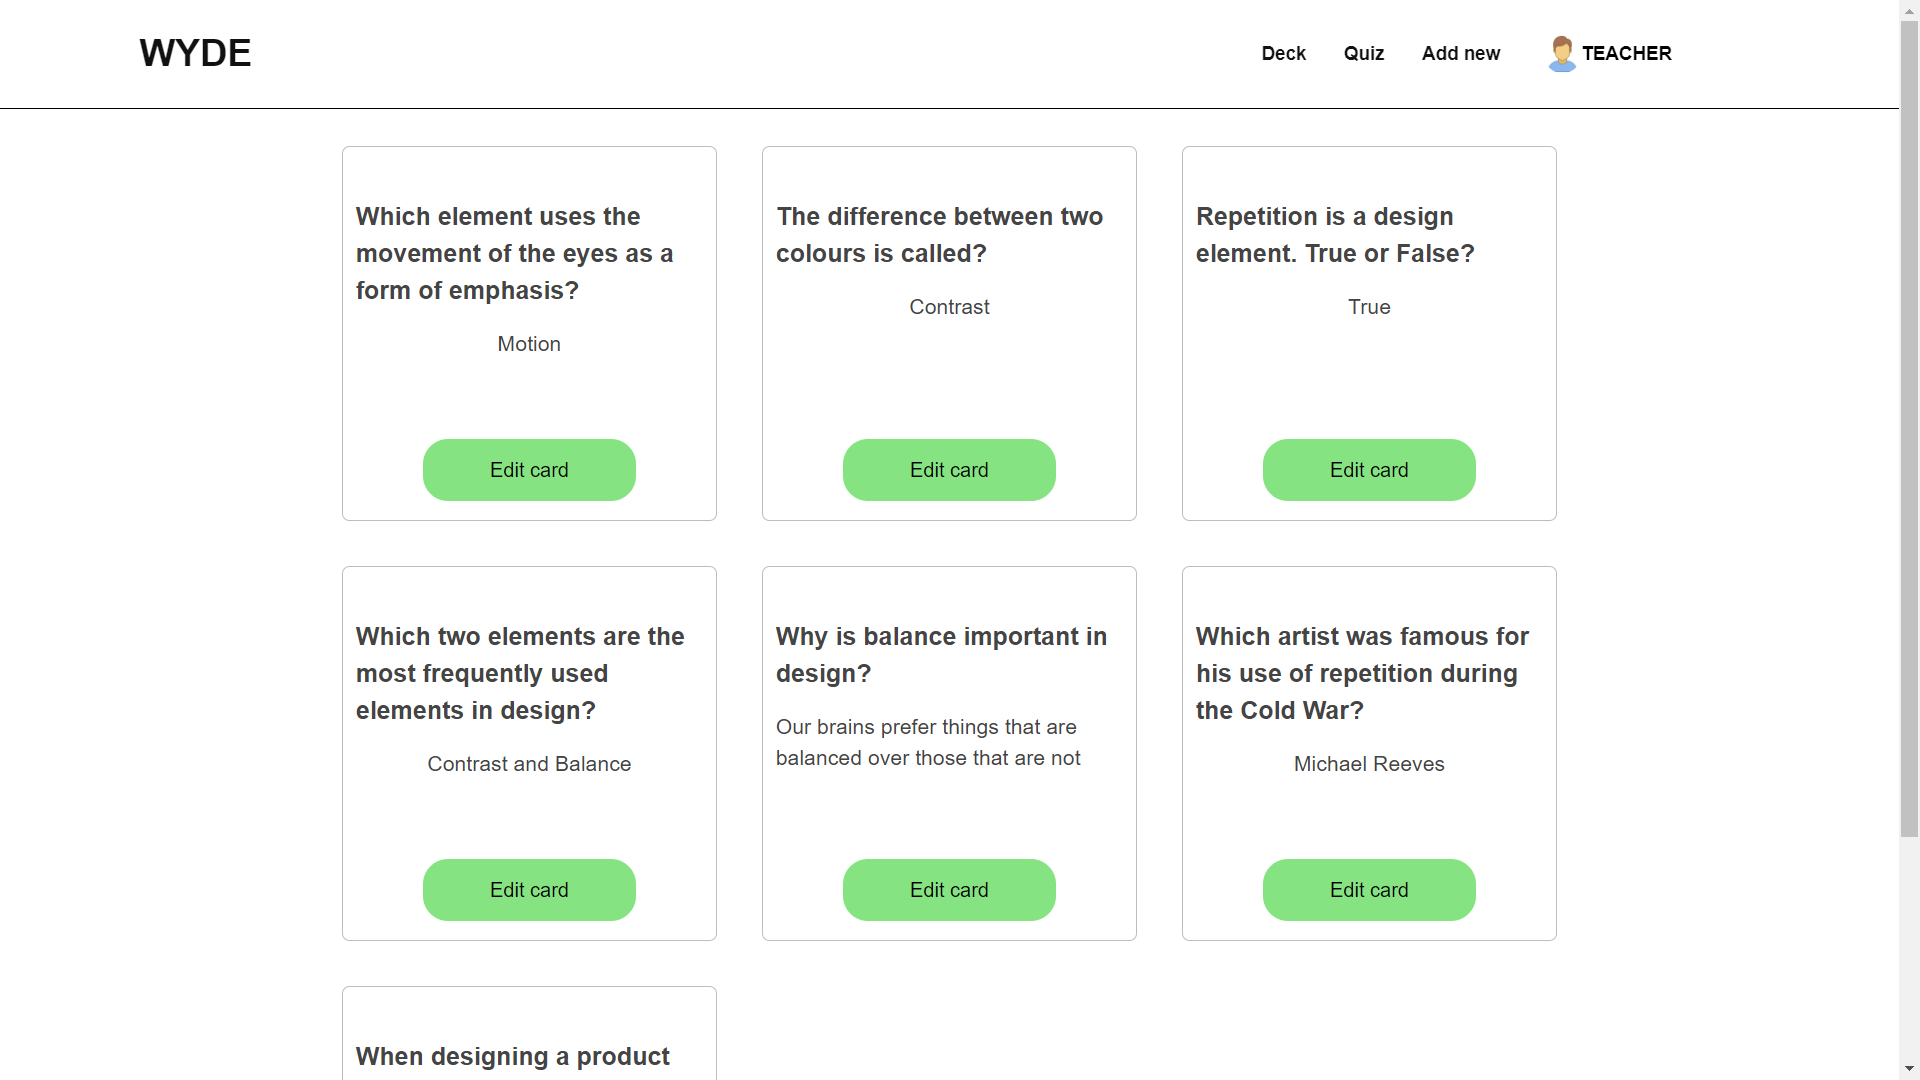 WYDE
Deck
Quiz
Add new
TEACHER
Which element uses the
movement of the eyes as a
form of emphasis?
Motion
Edit card
The difference between two
colours is called?
Contrast
Edit card
Repetition is a design
element. True or False?
True
Edit card
Which two elements are the
most frequently used
elements in design?
Contrast and Balance
Edit card
Why is balance important in
design?
Our brains prefer things that are
balanced over those that are not
Edit card
Which artist was famous for
his use of repetition during
the Cold War?
Michael Reeves
Edit card
When designing a product